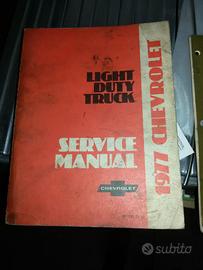 LIGHT
DUTY
TRUCK
SERVICE
MANUAL
CHEVROLET
1977 CHEVROLET
subito